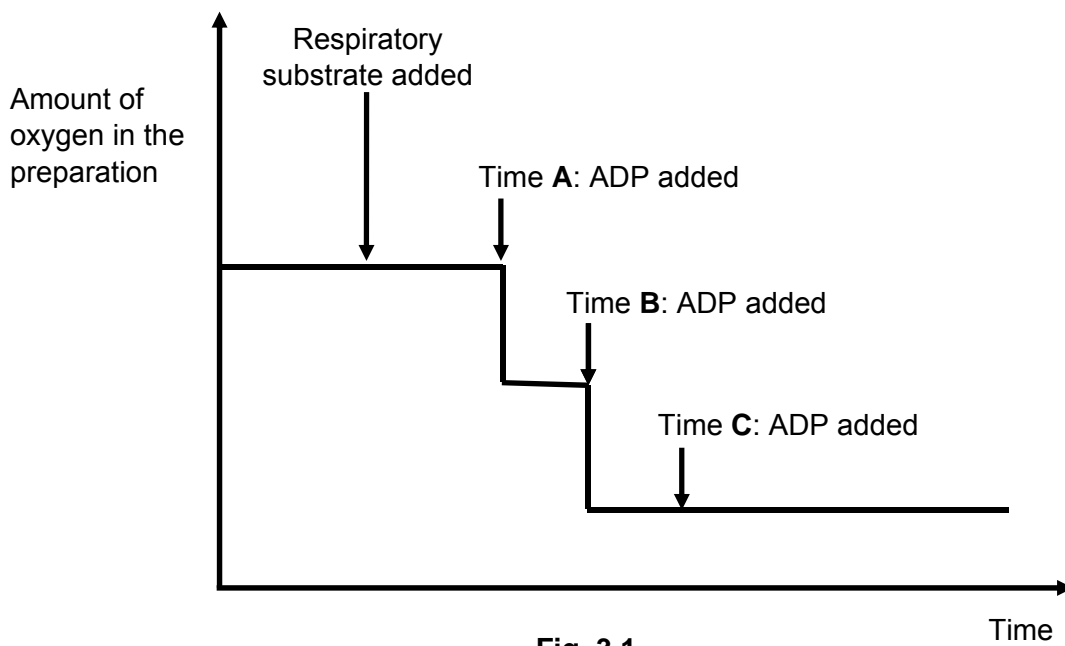 Respiratory
substrate added
Amount of
oxygen in the
preparation
Time A: ADP added
Time B: ADP added
Time C: ADP added
Time